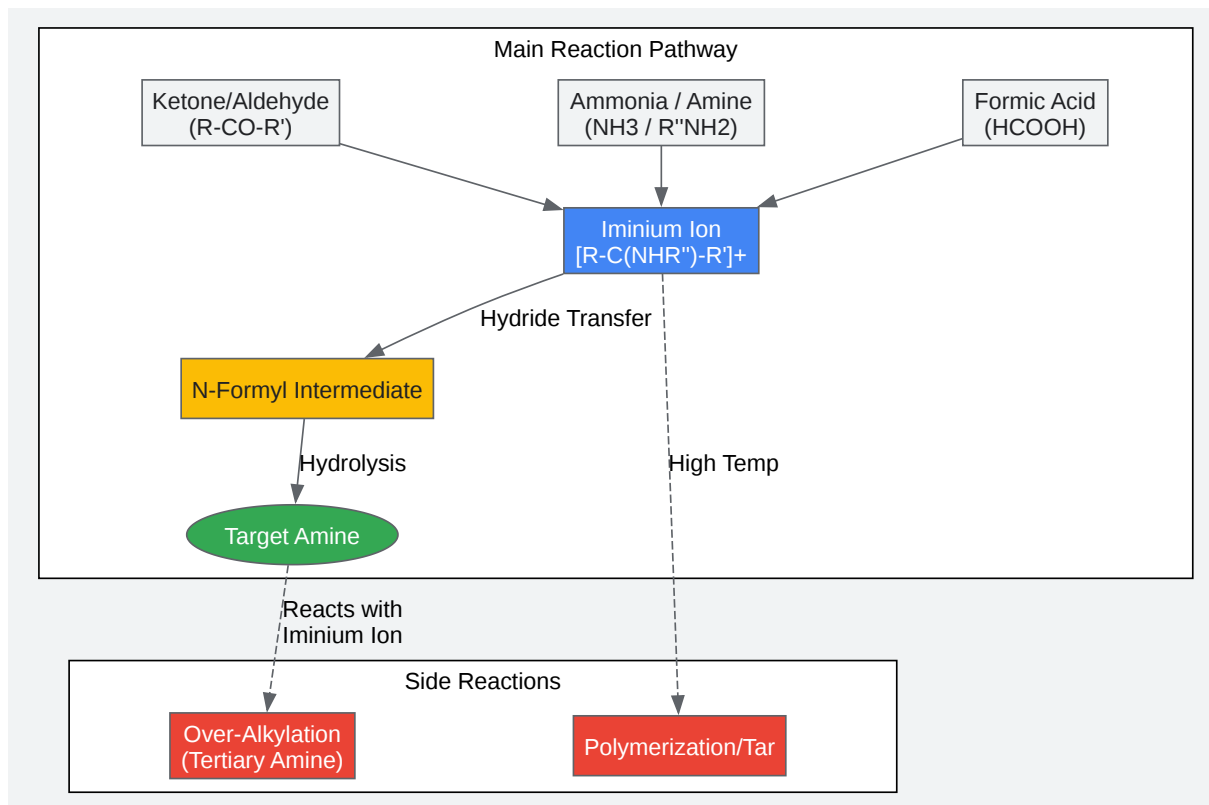 Main Reaction Pathway
Ketone/Aldehyde
(R-CO-R')
Ammonia / Amine
(NH3 / R''NH2)
Formic Acid
(HCOOH)
Iminium Ion
[R-C(NHR'')-R']+
Hydride Transfer
N-Formyl Intermediate
Hydrolysis
High Temp
Target Amine
Reacts with
Iminium Ion
Side Reactions
Over-Alkylation
(Tertiary Amine)
Polymerization/Tar